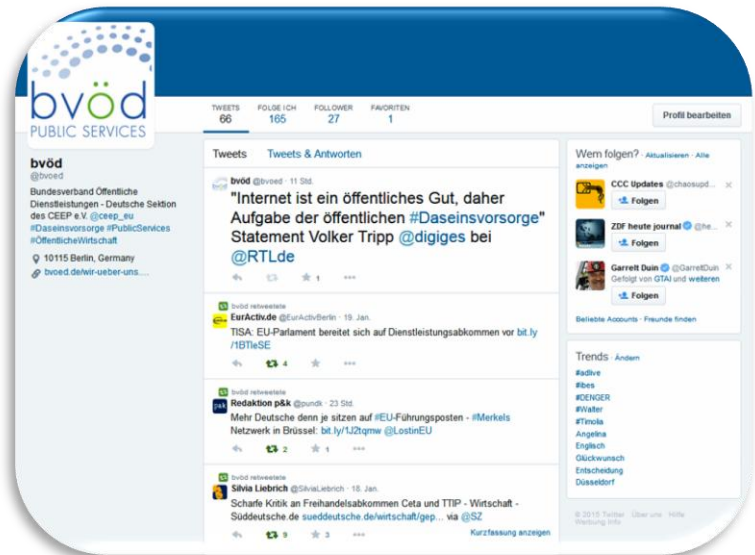 bvöd
PUBLIC SERVICES
TWEETS
66
FOLGE ICH
165
FOLLOWER
27
FAVORITEN
1
Profil bearbeiten
bvöd
@bvoed
Bundesverband Öffentliche
Dienstleistungen - Deutsche Sektion
des CEEP e.V. @ceep_eu
#Daseinsvorsorge #PublicServices
#ÖffentlicheWirtschaft
10115 Berlin, Germany
bvoed.de/wir-ueber-uns....
Tweets Tweets & Antworten
bvöd @bvoed · 11 Std.
"Internet ist ein öffentliches Gut, daher
Aufgabe der öffentlichen #Daseinsvorsorge"
Statement Volker Tripp @digiges bei
@RTLde
1
bvöd retweetete
EurActiv.de @EurActivBerlin · 19. Jan.
TISA: EU-Parlament bereitet sich auf Dienstleistungsabkommen vor bit.ly
/1BTleSE
4
bvöd retweetete
Redaktion p&k @pundk · 23 Std.
Mehr Deutsche denn je sitzen auf #EU-Führungsposten - #Merkels
Netzwerk in Brüssel: bit.ly/1J2tqmw @LostinEU
2 1
bvöd retweetete
Silvia Liebrich @SilviaLiebrich · 18. Jan.
Scharfe Kritik an Freihandelsabkommen Ceta und TTIP - Wirtschaft -
Süddeutsche.de sueddeutsche.de/wirtschaft/gep... via @SZ
9 3 Kurzfassung anzeigen
Wem folgen? · Aktualisieren · Alle
anzeigen
CCC Updates @chaosupd...
Folgen
ZDF heute journal @he...
Folgen
Garrelt Duin @GarreltDuin
Gefolgt von GTAI und weiteren
Folgen
Beliebte Accounts · Freunde finden
Trends · Ändern
#adlive
#ibes
#DENGER
#Walter
#Timolia
Angelina
Englisch
Glückwunsch
Entscheidung
Düsseldorf
© 2015 Twitter Über uns Hilfe
Werbung Info